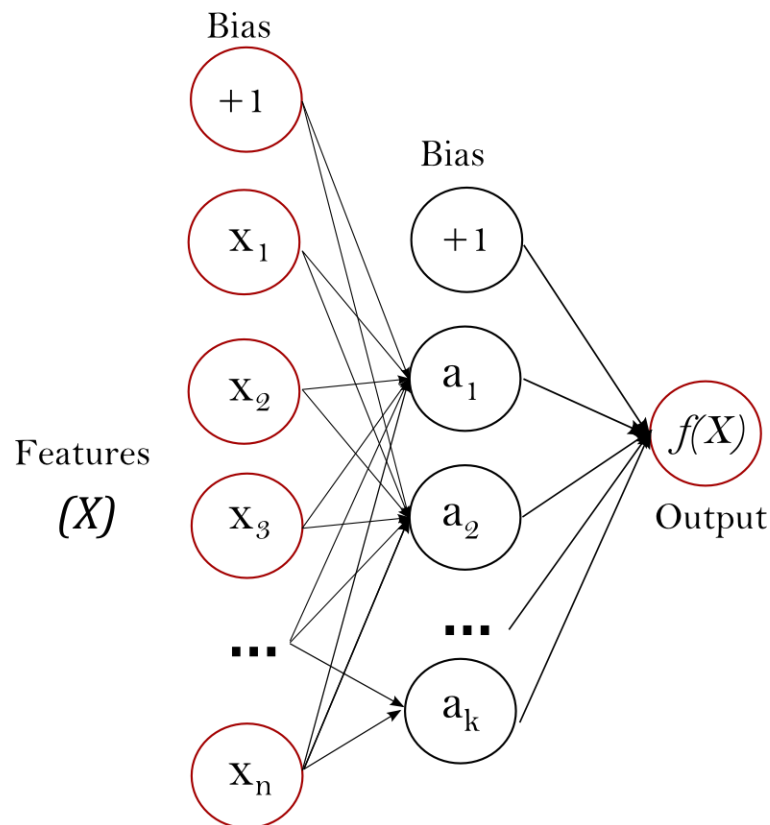 Bias
+1
Bias
x₁
+1
x₂
a₁
f(X)
Features
(X)
x₃
a₂
Output
...
...
aₖ
xₙ